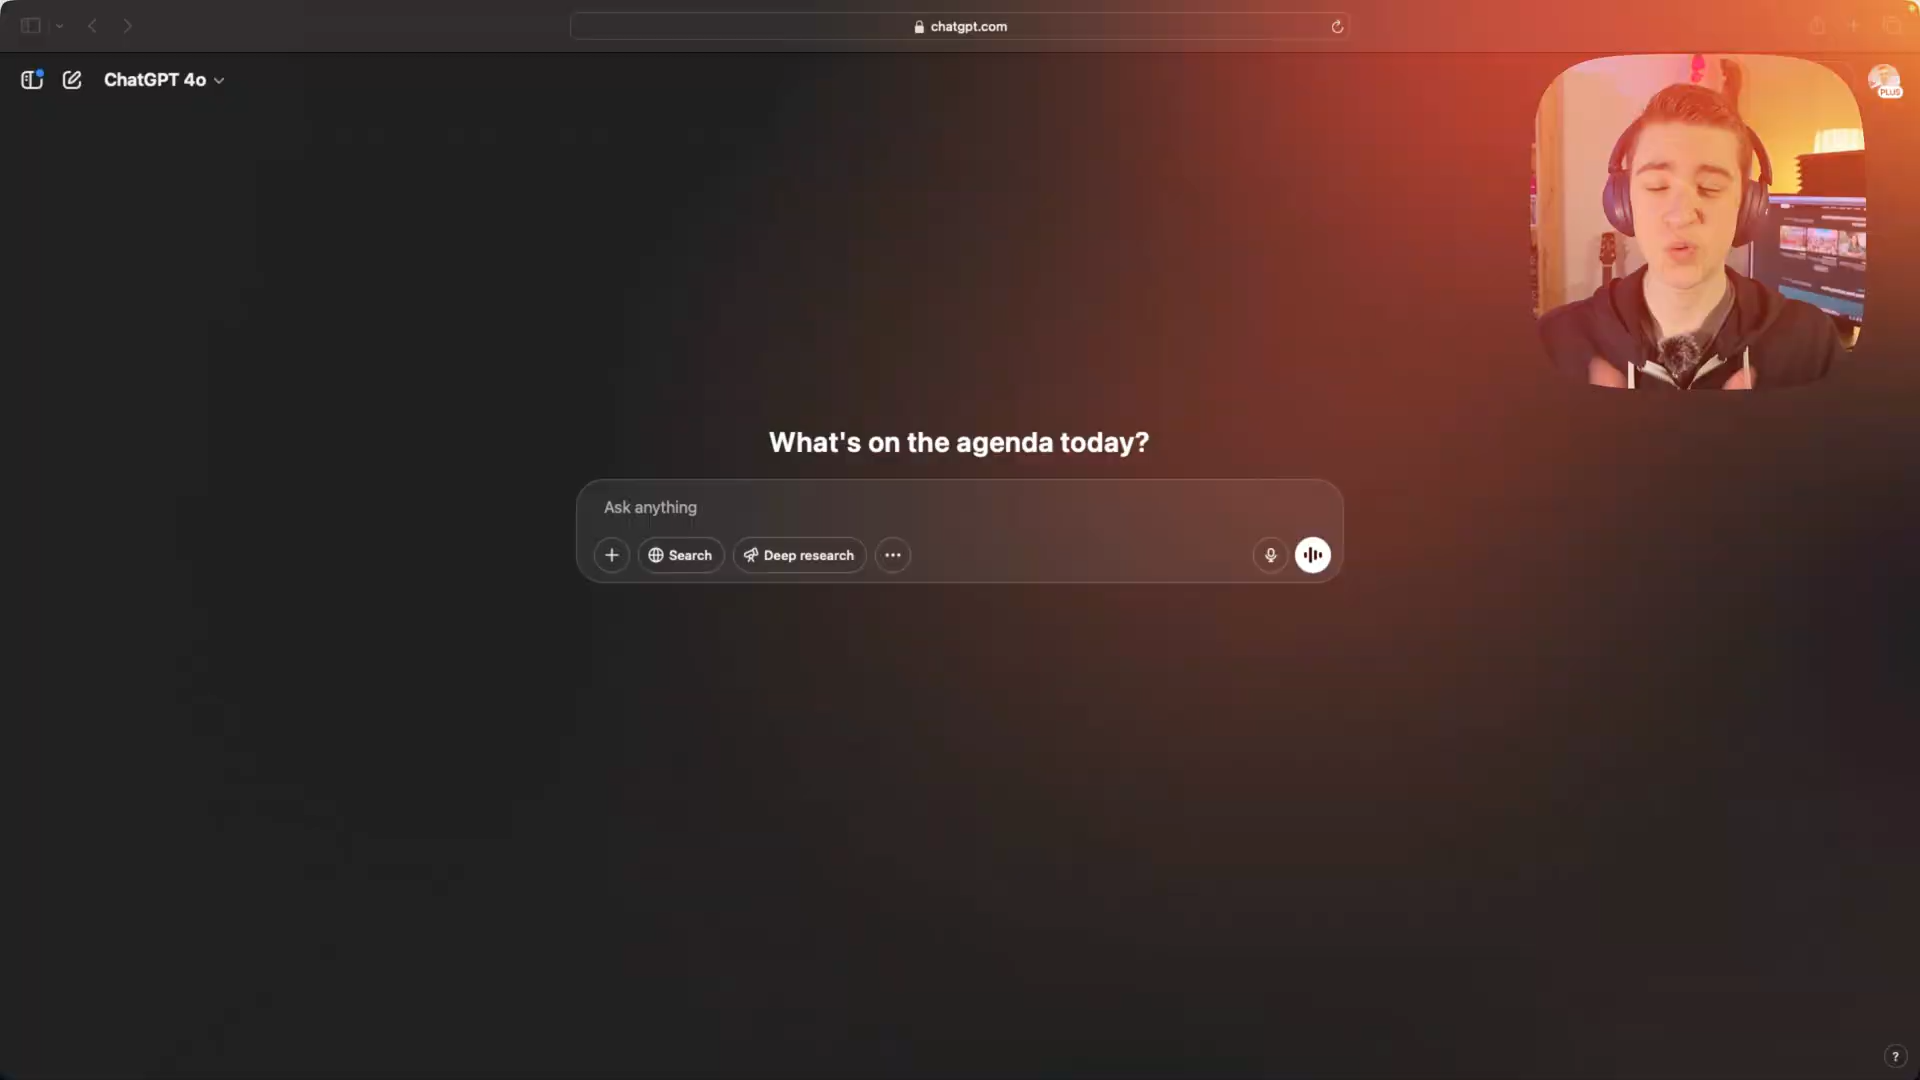 chatgpt.com
ChatGPT 4o
PLUS
What's on the agenda today?
Ask anything
Search
Deep research
?